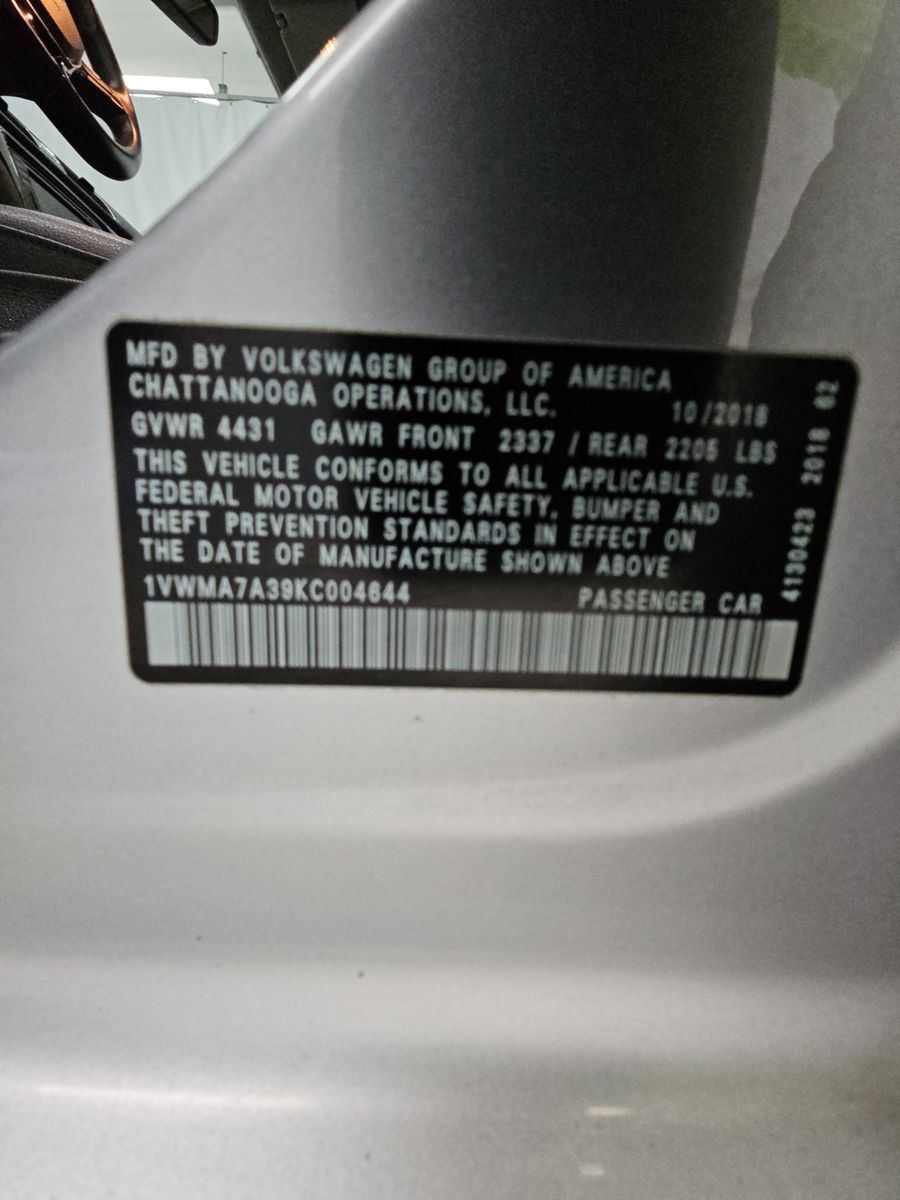 MFD BY VOLKSWAGEN GROUP OF AMERICA
CHATTANOOGA OPERATIONS, LLC. 10/2018
GVWR 4431 GAWR FRONT 2337 / REAR 2205 LBS
THIS VEHICLE CONFORMS TO ALL APPLICABLE U.S.
FEDERAL MOTOR VEHICLE SAFETY, BUMPER AND
THEFT PREVENTION STANDARDS IN EFFECT ON
THE DATE OF MANUFACTURE SHOWN ABOVE
1VWMA7A39KC004644 PASSENGER CAR
4130423 2018 02